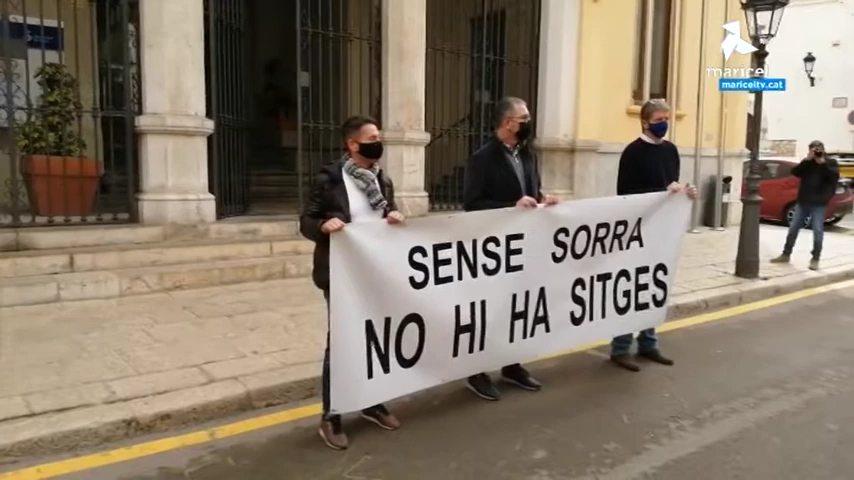 maricel
mariceltv.cat
SENSE SORRA
NO HI HA SITGES